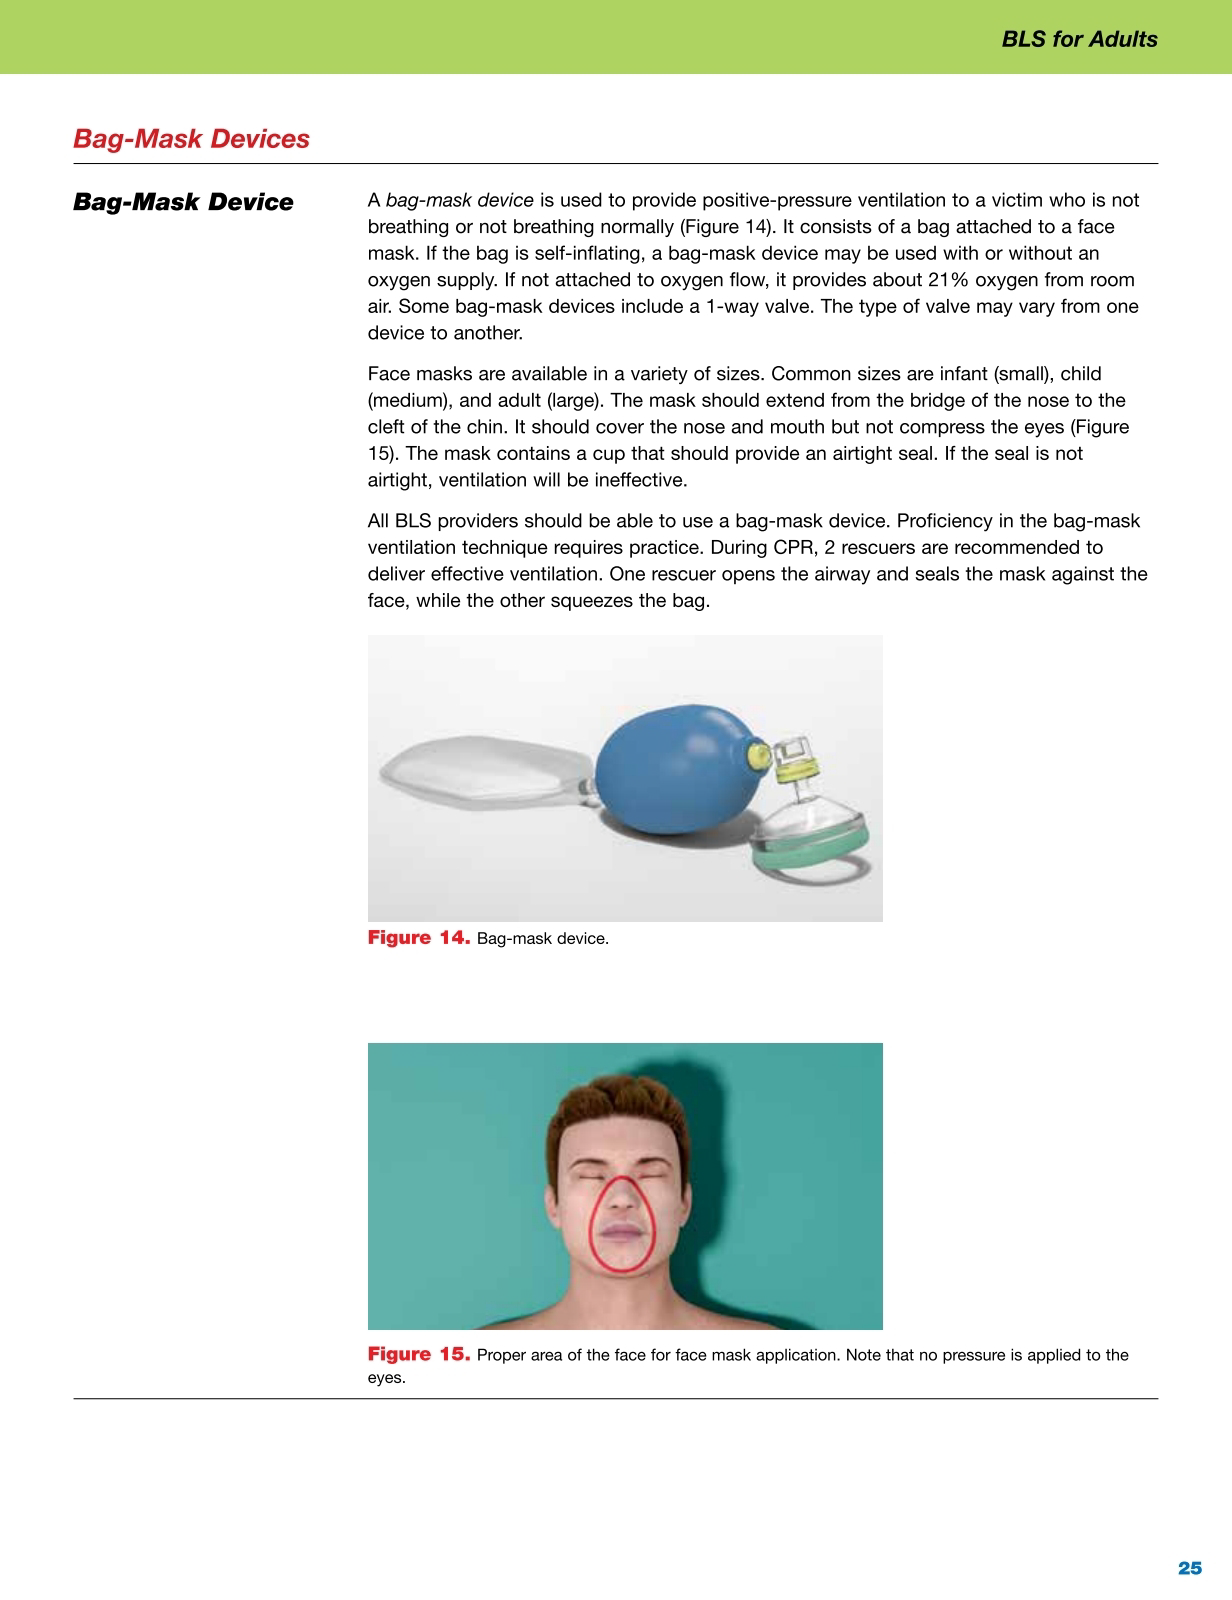 BLS for Adults
Bag-Mask Devices
Bag-Mask Device
A bag-mask device is used to provide positive-pressure ventilation to a victim who is not
breathing or not breathing normally (Figure 14). It consists of a bag attached to a face
mask. If the bag is self-inflating, a bag-mask device may be used with or without an
oxygen supply. If not attached to oxygen flow, it provides about 21% oxygen from room
air. Some bag-mask devices include a 1-way valve. The type of valve may vary from one
device to another.
Face masks are available in a variety of sizes. Common sizes are infant (small), child
(medium), and adult (large). The mask should extend from the bridge of the nose to the
cleft of the chin. It should cover the nose and mouth but not compress the eyes (Figure
15). The mask contains a cup that should provide an airtight seal. If the seal is not
airtight, ventilation will be ineffective.
All BLS providers should be able to use a bag-mask device. Proficiency in the bag-mask
ventilation technique requires practice. During CPR, 2 rescuers are recommended to
deliver effective ventilation. One rescuer opens the airway and seals the mask against the
face, while the other squeezes the bag.
Figure 14. Bag-mask device.
Figure 15. Proper area of the face for face mask application. Note that no pressure is applied to the
eyes.
25